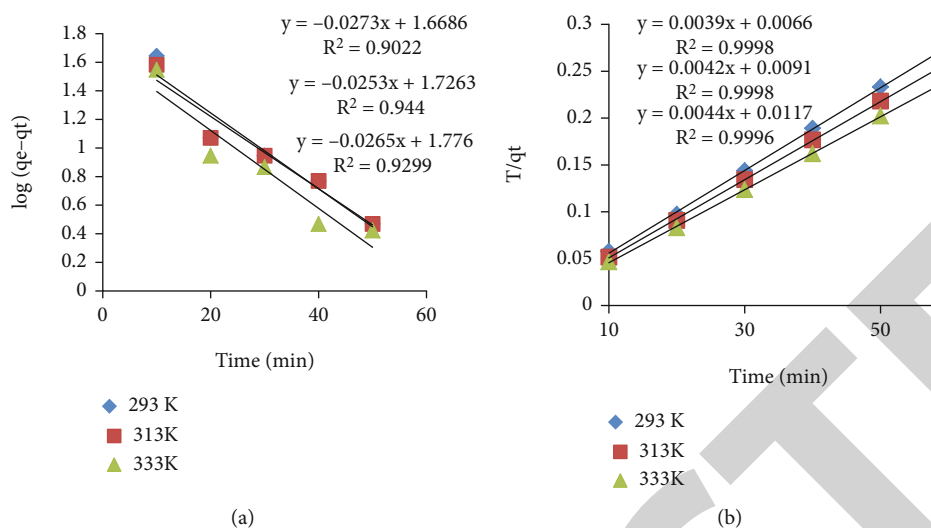 y = –0.0273x + 1.6686
R² = 0.9022
y = –0.0253x + 1.7263
R² = 0.944
y = –0.0265x + 1.776
R² = 0.9299
log (qe–qt)
1.8
1.6
1.4
1.2
1
0.8
0.6
0.4
0.2
0
0 20 40 60
Time (min)
293 K
313K
333K
(a)
y = 0.0039x + 0.0066
R² = 0.9998
y = 0.0042x + 0.0091
R² = 0.9998
y = 0.0044x + 0.0117
R² = 0.9996
T/qt
0.3
0.25
0.2
0.15
0.1
0.05
0
10 30 50
Time (min)
293 K
313K
333K
(b)